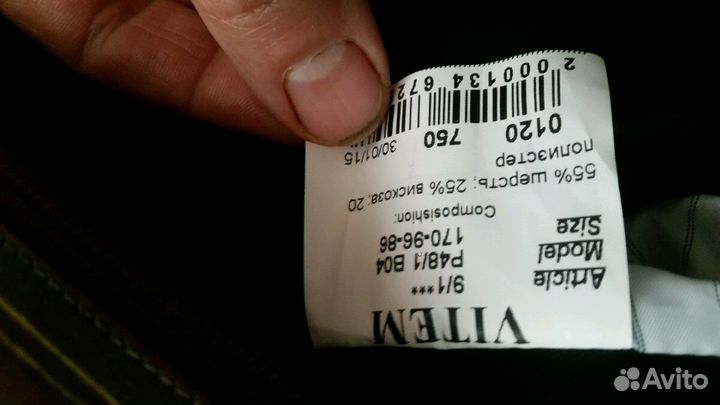 VITEM
Article 9/1***
Model P48/1 B04
Size 170-96-86
Composishion:
55% шерсть; 25% вискоза; 20
полиэстер
0120 750 30/01/15
2 000134 672
Avito